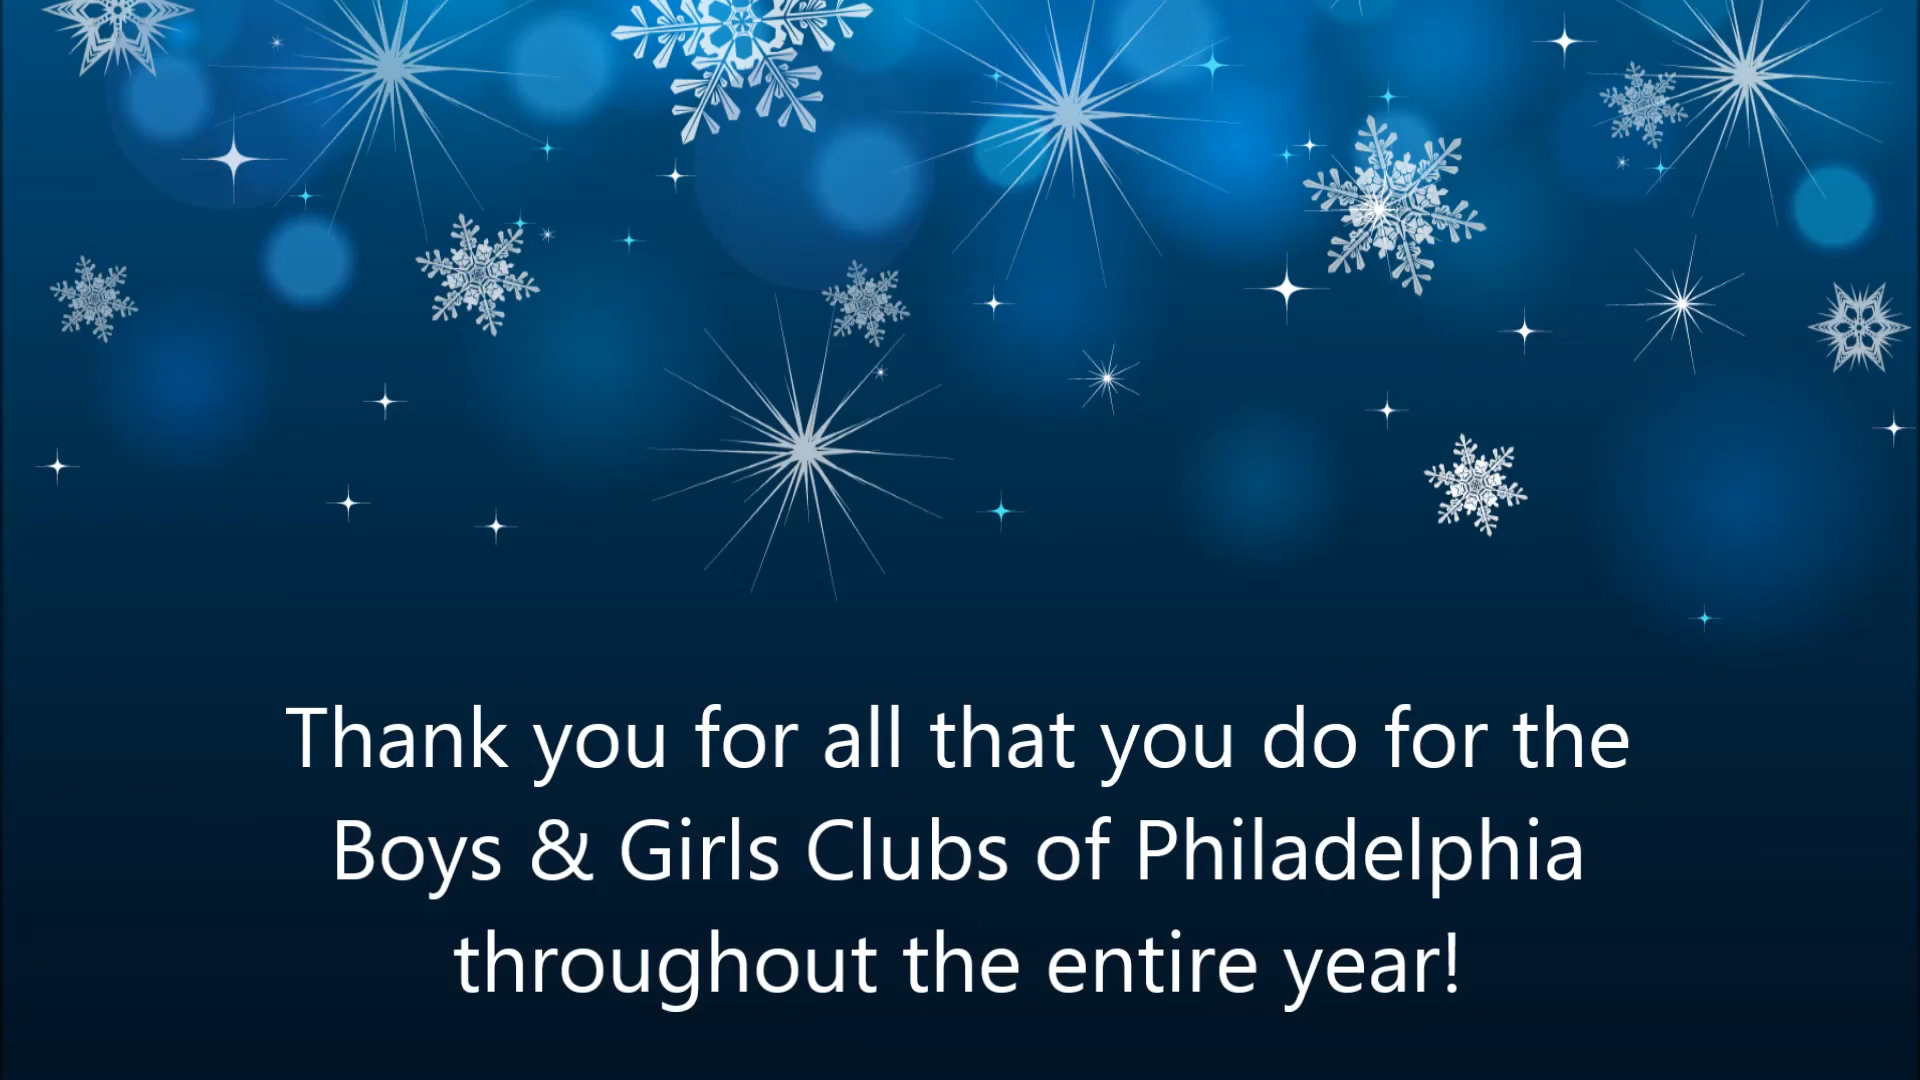 Thank you for all that you do for the
Boys & Girls Clubs of Philadelphia
throughout the entire year!